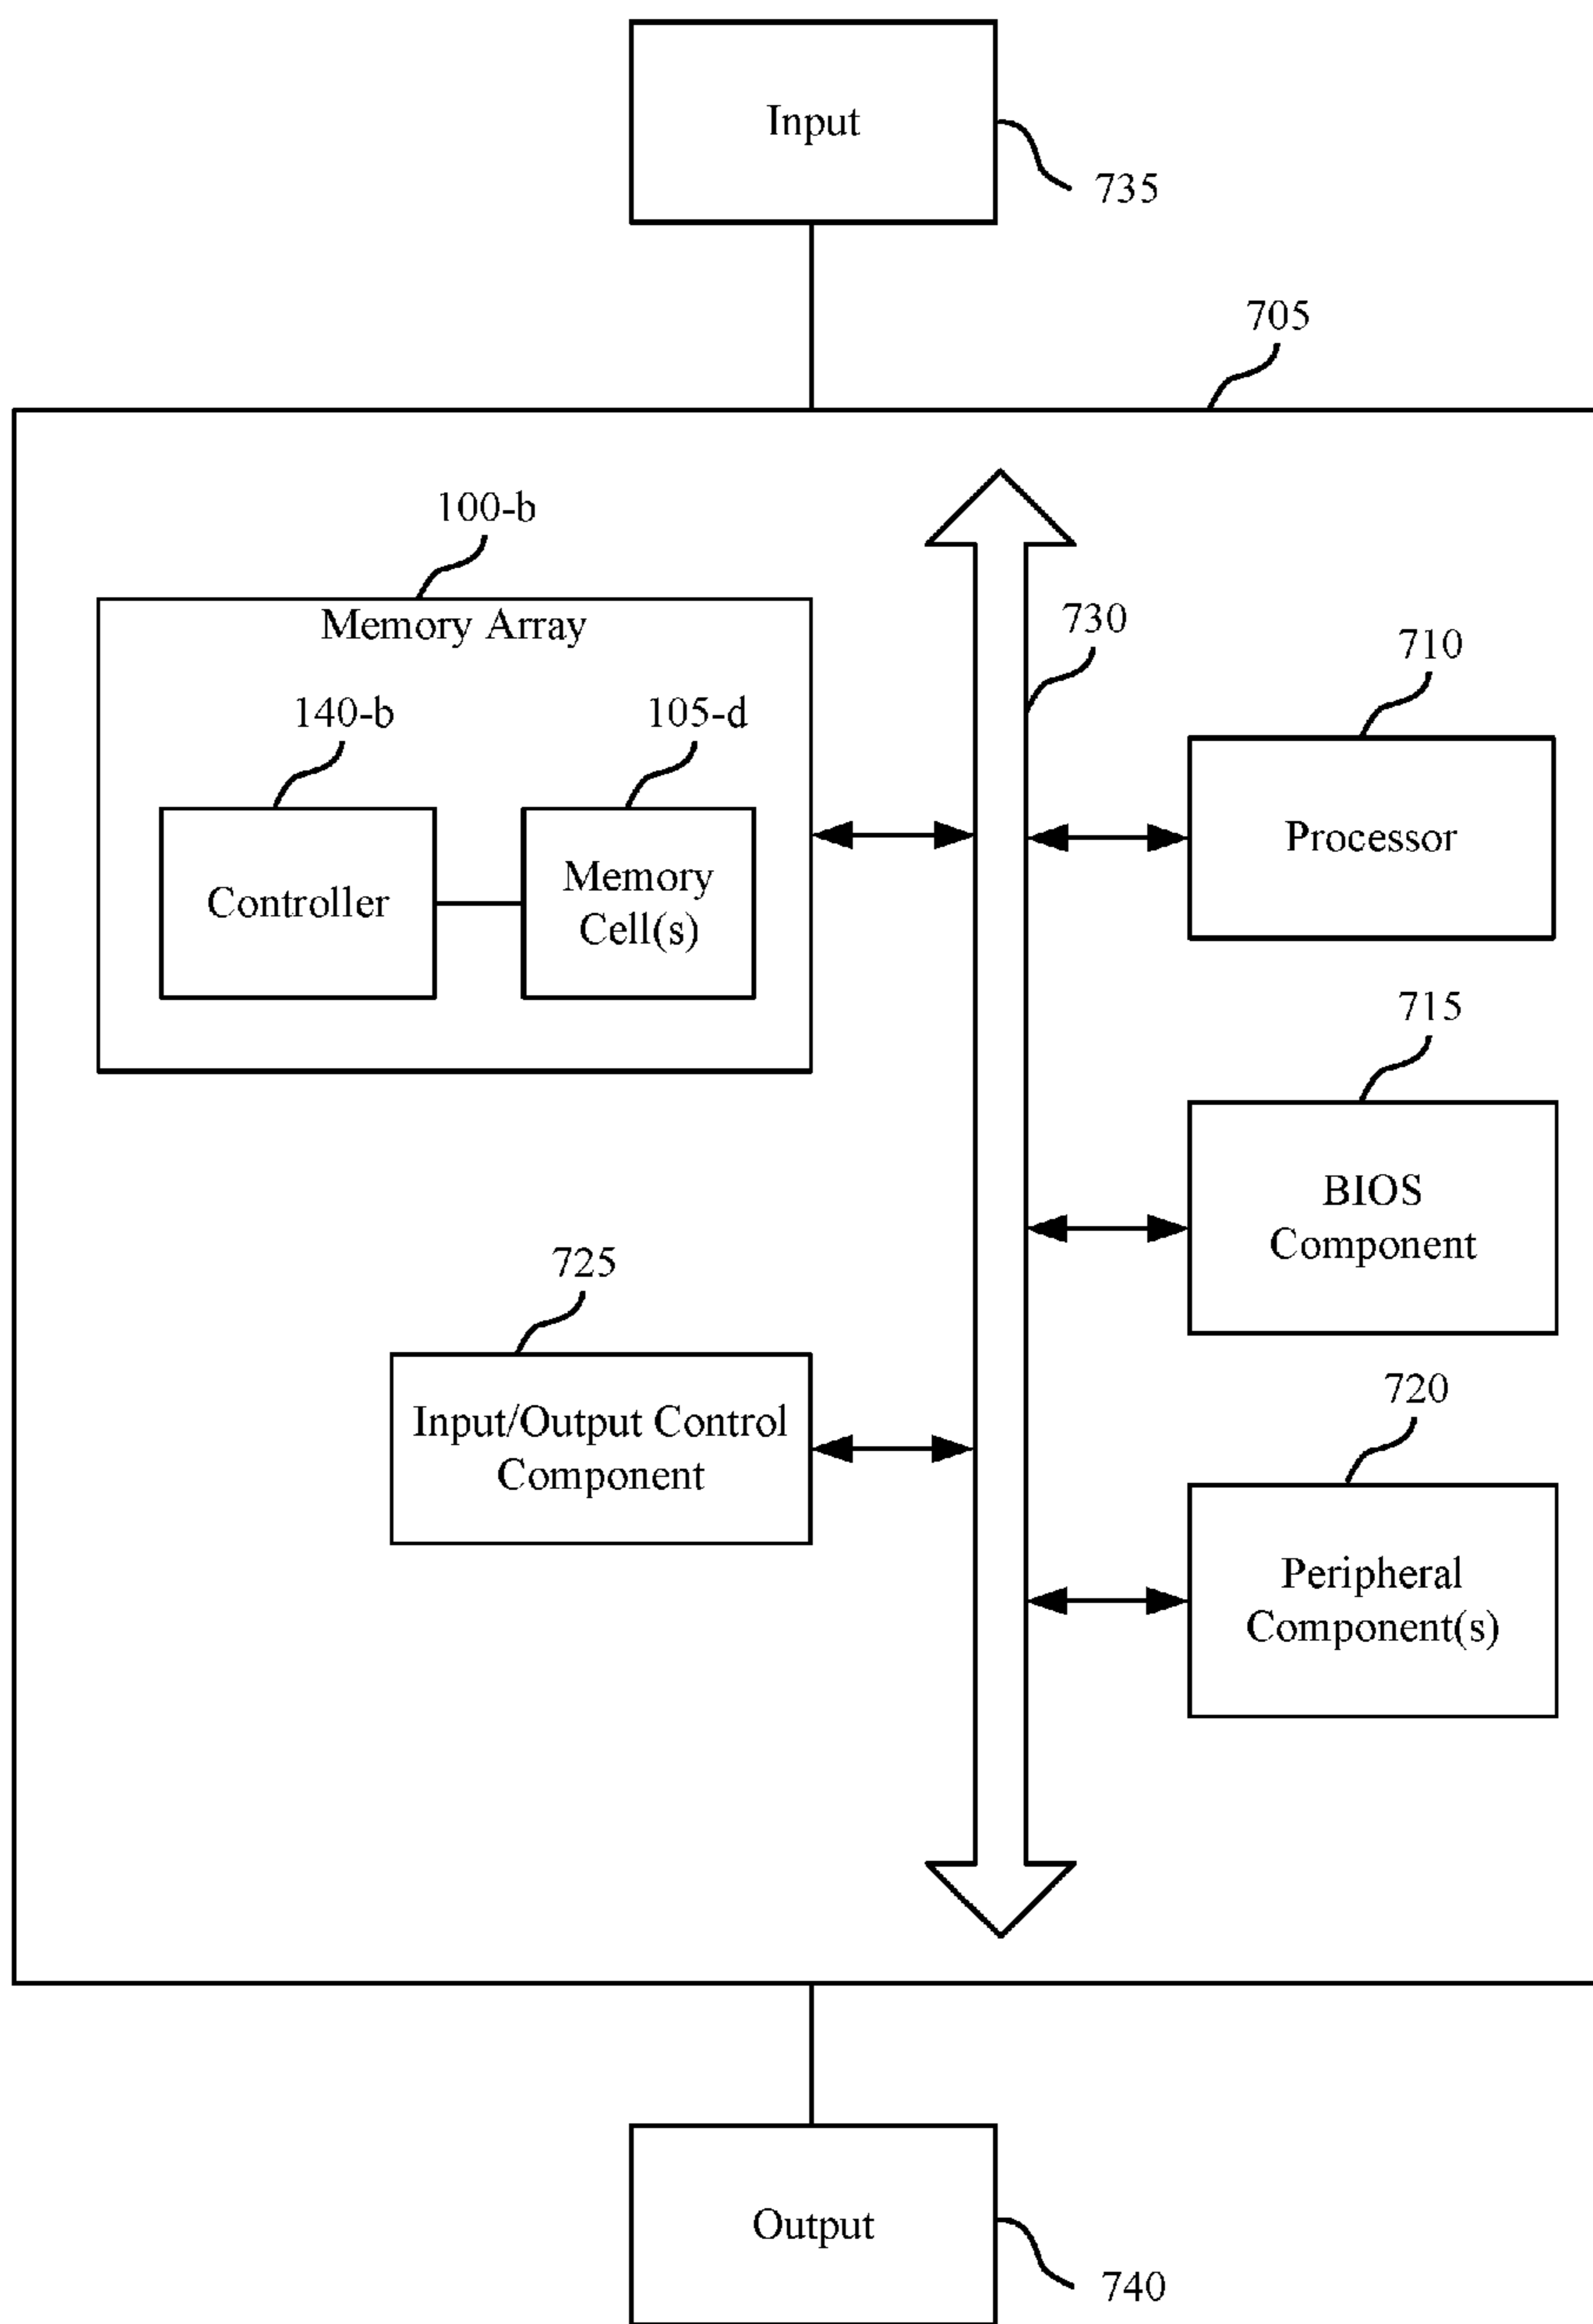 Input
735
705
100-b
Memory Array
730
710
140-b
105-d
Controller
Memory
Cell(s)
Processor
715
BIOS
Component
725
Input/Output Control
Component
720
Peripheral
Component(s)
Output
740